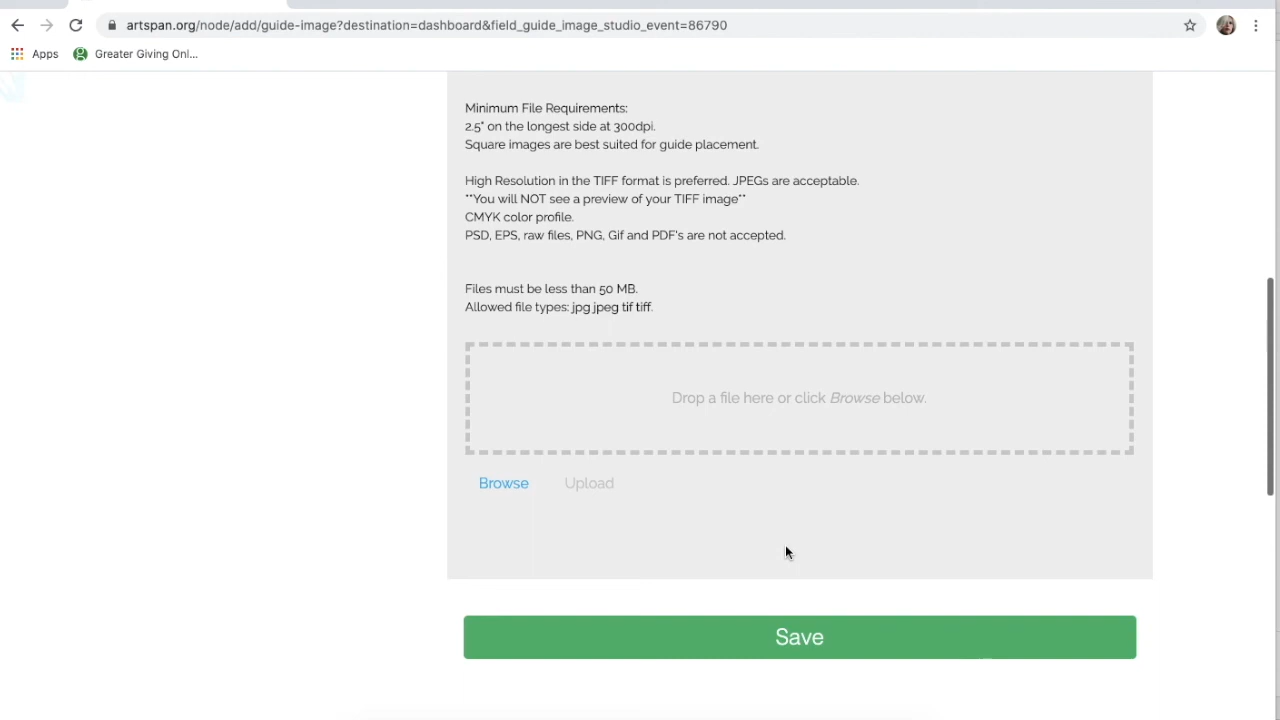 artspan.org/node/add/guide-image?destination=dashboard&field_guide_image_studio_event=86790
Apps Greater Giving Onl...
Minimum File Requirements:
2.5" on the longest side at 300dpi.
Square images are best suited for guide placement.
High Resolution in the TIFF format is preferred. JPEGs are acceptable.
**You will NOT see a preview of your TIFF image**
CMYK color profile.
PSD, EPS, raw files, PNG, Gif and PDF's are not accepted.
Files must be less than 50 MB.
Allowed file types: jpg jpeg tif tiff.
Drop a file here or click Browse below.
Browse Upload
Save